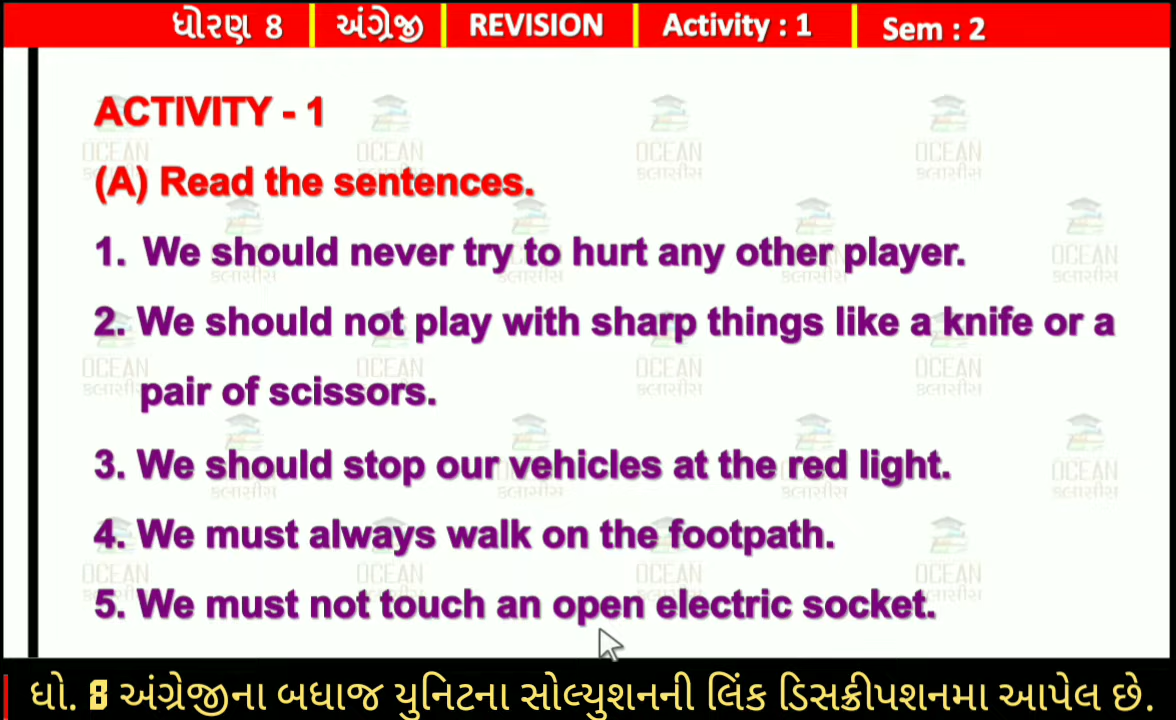 ધોરણ 8 અંગ્રેજી REVISION Activity : 1 Sem : 2
ACTIVITY - 1
(A) Read the sentences.
1. We should never try to hurt any other player.
2. We should not play with sharp things like a knife or a
pair of scissors.
3. We should stop our vehicles at the red light.
4. We must always walk on the footpath.
5. We must not touch an open electric socket.
ધો. 8 અંગ્રેજીના બધાજ યુનિટના સોલ્યુશનની લિંક ડિસક્રીપશનમા આપેલ છે.
OCEAN
ક્લાસીસ